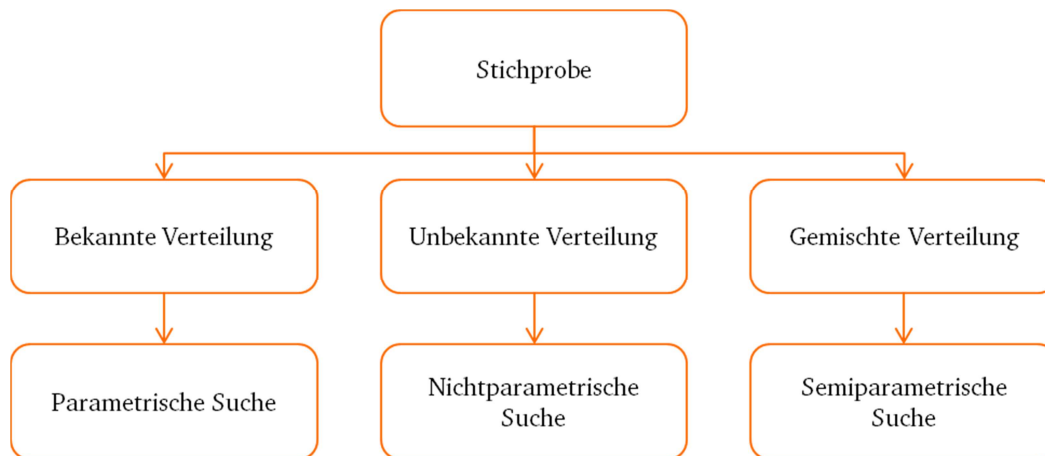 Stichprobe
Bekannte Verteilung
Unbekannte Verteilung
Gemischte Verteilung
Parametrische Suche
Nichtparametrische
Suche
Semiparametrische
Suche